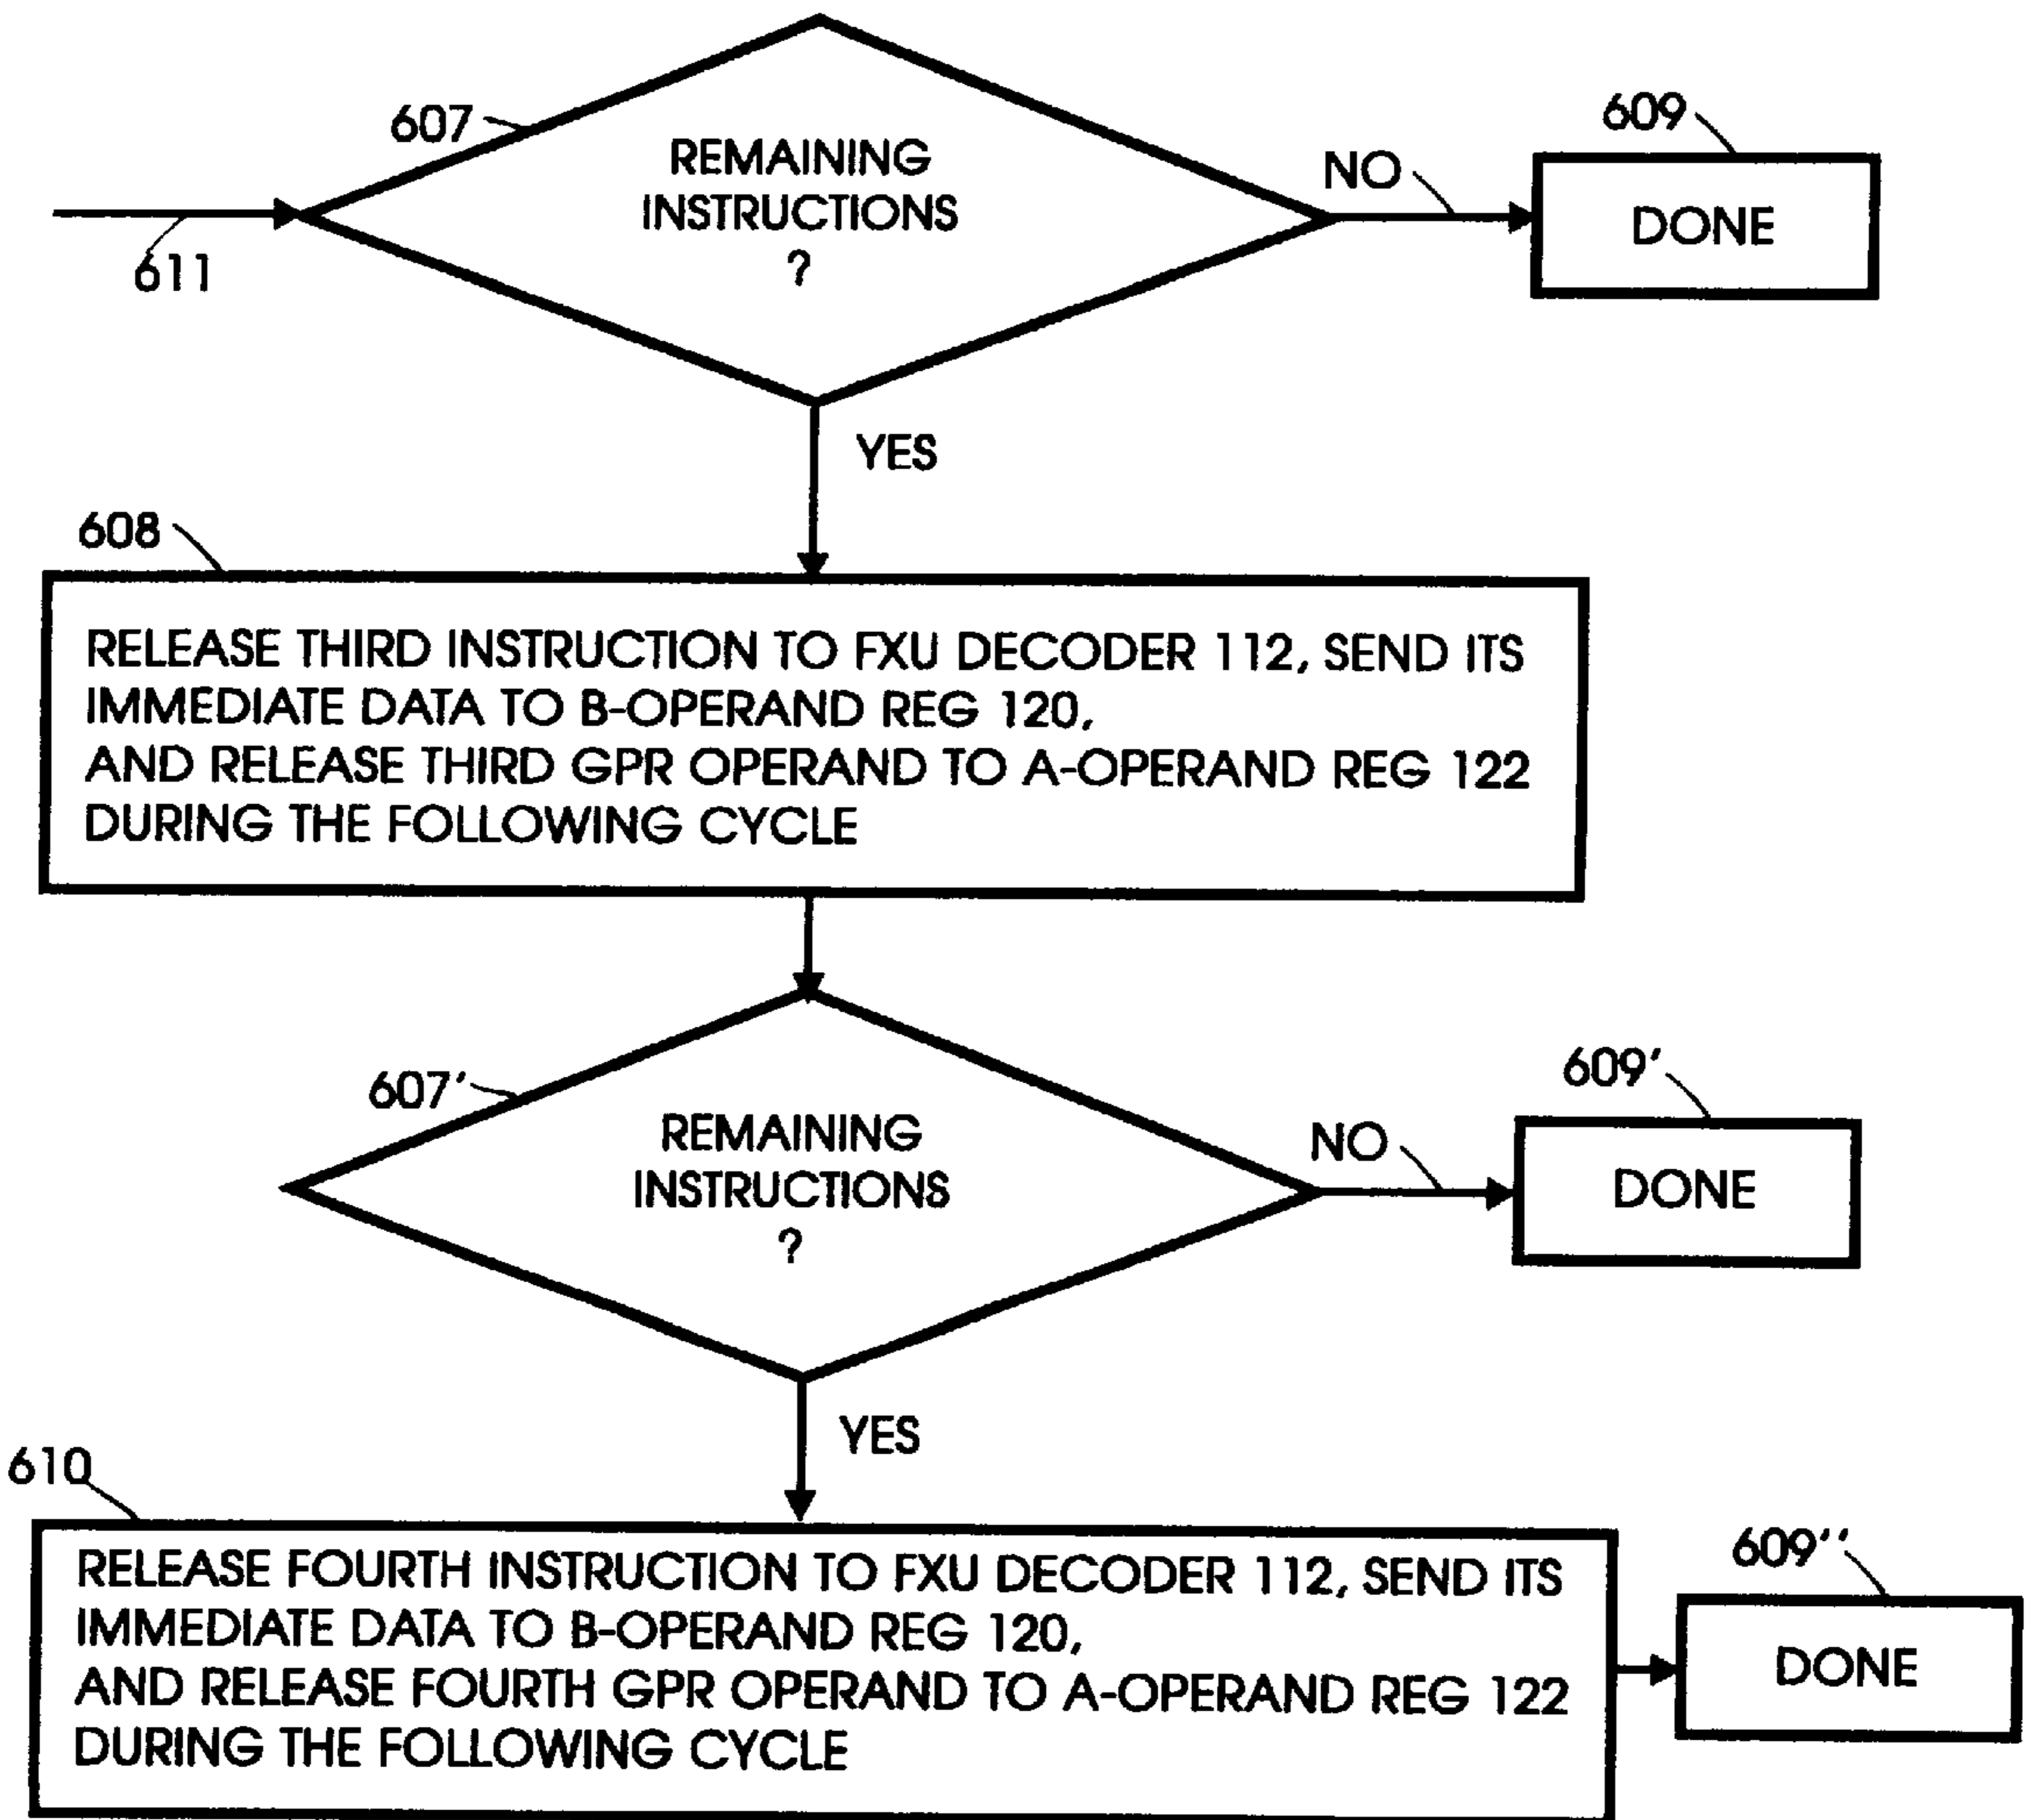 607
REMAINING
INSTRUCTIONS
?
NO
609
DONE
611
YES
608
RELEASE THIRD INSTRUCTION TO FXU DECODER 112, SEND ITS
IMMEDIATE DATA TO B-OPERAND REG 120,
AND RELEASE THIRD GPR OPERAND TO A-OPERAND REG 122
DURING THE FOLLOWING CYCLE
607'
REMAINING
INSTRUCTIONS
?
NO
609'
DONE
YES
610
RELEASE FOURTH INSTRUCTION TO FXU DECODER 112, SEND ITS
IMMEDIATE DATA TO B-OPERAND REG 120,
AND RELEASE FOURTH GPR OPERAND TO A-OPERAND REG 122
DURING THE FOLLOWING CYCLE
609''
DONE